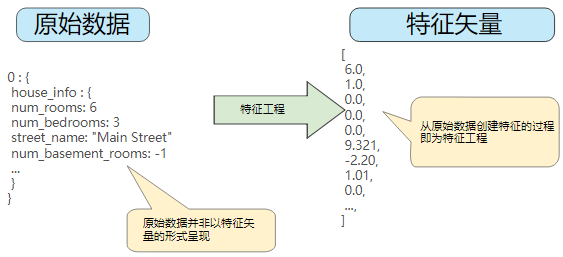 原始数据
特征矢量
0 : {
house_info : {
num_rooms: 6
num_bedrooms: 3
street_name: "Main Street"
num_basement_rooms: -1
...
}
}
原始数据并非以特征矢
量的形式呈现
特征工程
[
6.0,
1.0,
0.0,
0.0,
0.0,
9.321,
-2.20,
1.01,
0.0,
...,
]
从原始数据创建特征的过程
即为特征工程